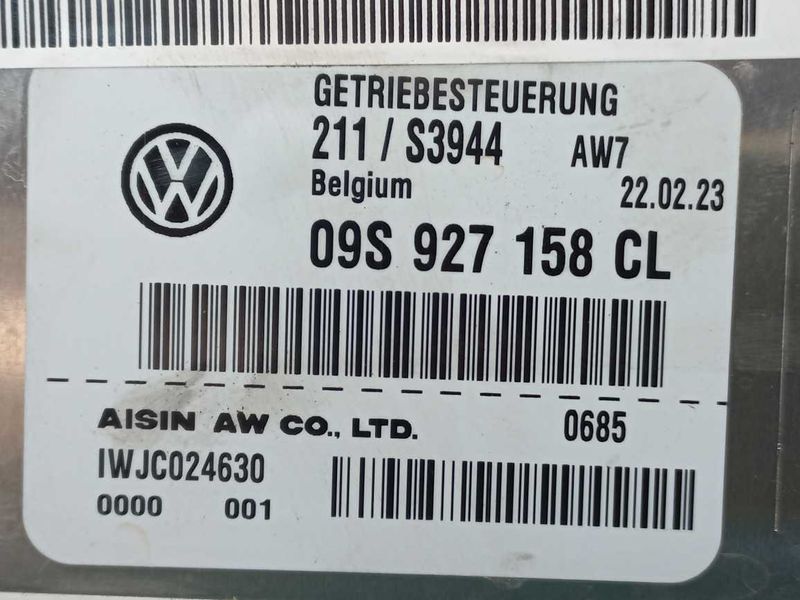 GETRIEBESTEUERUNG
211 / S3944 AW7
Belgium 22.02.23
09S 927 158 CL
AISIN AW CO., LTD. 0685
IWJC024630
0000 001